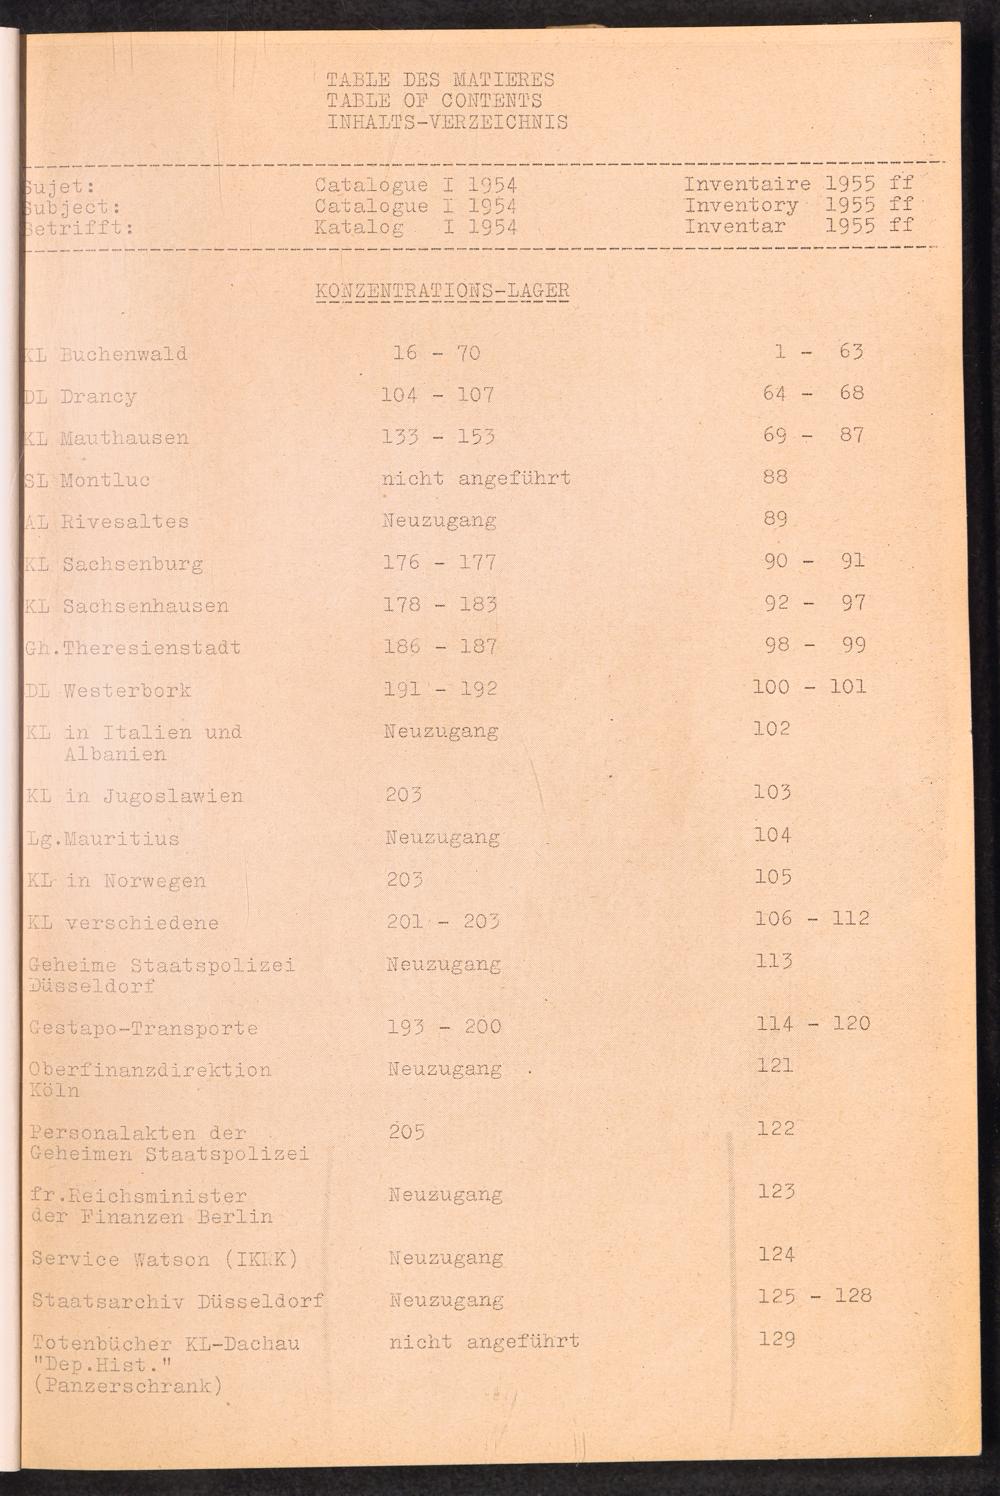 TABLE DES MATIERES
TABLE OF CONTENTS
INHALTS-VERZEICHNIS
Sujet: Catalogue I 1954 Inventaire 1955 ff
Subject: Catalogue I 1954 Inventory 1955 ff
Betrifft: Katalog I 1954 Inventar 1955 ff
KONZENTRATIONS-LAGER
KL Buchenwald 16 - 70 1 - 63
DL Drancy 104 - 107 64 - 68
KL Mauthausen 133 - 153 69 - 87
SL Montluc nicht angeführt 88
AL Rivesaltes Neuzugang 89
KL Sachsenburg 176 - 177 90 - 91
KL Sachsenhausen 178 - 183 92 - 97
Gh.Theresienstadt 186 - 187 98 - 99
DL Westerbork 191 - 192 100 - 101
KL in Italien und Neuzugang 102
Albanien
KL in Jugoslawien 203 103
Lg.Mauritius Neuzugang 104
KL in Norwegen 203 105
KL verschiedene 201 - 203 106 - 112
Geheime Staatspolizei Neuzugang 113
Düsseldorf
Gestapo-Transporte 193 - 200 114 - 120
Oberfinanzdirektion Neuzugang 121
Köln
Personalakten der 205 122
Geheimen Staatspolizei
fr.Reichsminister Neuzugang 123
der Finanzen Berlin
Service Watson (IKRK) Neuzugang 124
Staatsarchiv Düsseldorf Neuzugang 125 - 128
Totenbücher KL-Dachau nicht angeführt 129
"Dep.Hist."
(Panzerschrank)